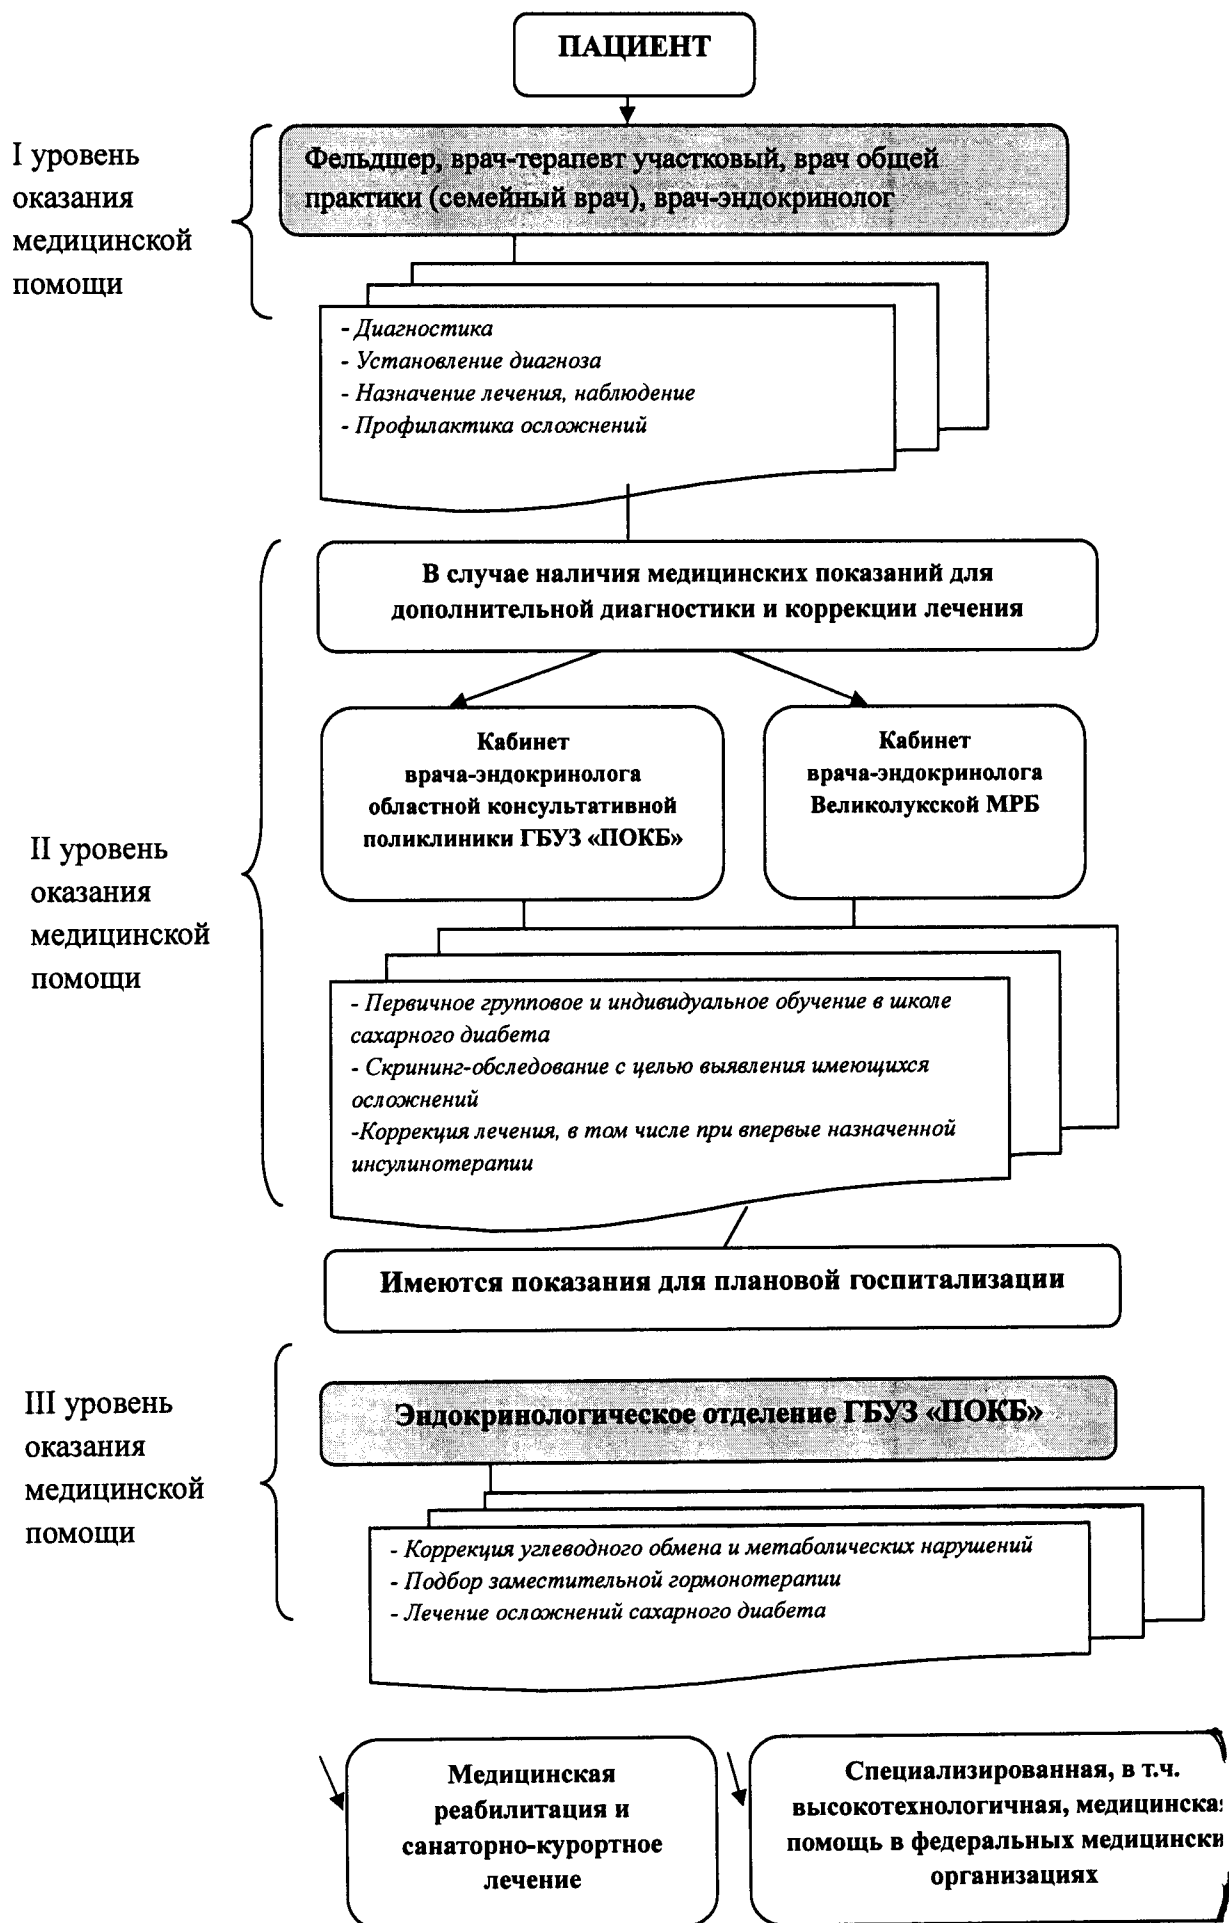 ПАЦИЕНТ
I уровень
оказания
медицинской
помощи
Фельдшер, врач-терапевт участковый, врач общей
практики (семейный врач), врач-эндокринолог
- Диагностика
- Установление диагноза
- Назначение лечения, наблюдение
- Профилактика осложнений
В случае наличия медицинских показаний для
дополнительной диагностики и коррекции лечения
II уровень
оказания
медицинской
помощи
Кабинет
врача-эндокринолога
областной консультативной
поликлиники ГБУЗ «ПОКБ»
Кабинет
врача-эндокринолога
Великолукской МРБ
- Первичное групповое и индивидуальное обучение в школе
сахарного диабета
- Скрининг-обследование с целью выявления имеющихся
осложнений
-Коррекция лечения, в том числе при впервые назначенной
инсулинотерапии
Имеются показания для плановой госпитализации
III уровень
оказания
медицинской
помощи
Эндокринологическое отделение ГБУЗ «ПОКБ»
- Коррекция углеводного обмена и метаболических нарушений
- Подбор заместительной гормонотерапии
- Лечение осложнений сахарного диабета
Медицинская
реабилитация и
санаторно-курортное
лечение
Специализированная, в т.ч.
высокотехнологичная, медицинска
помощь в федеральных медицински
организациях